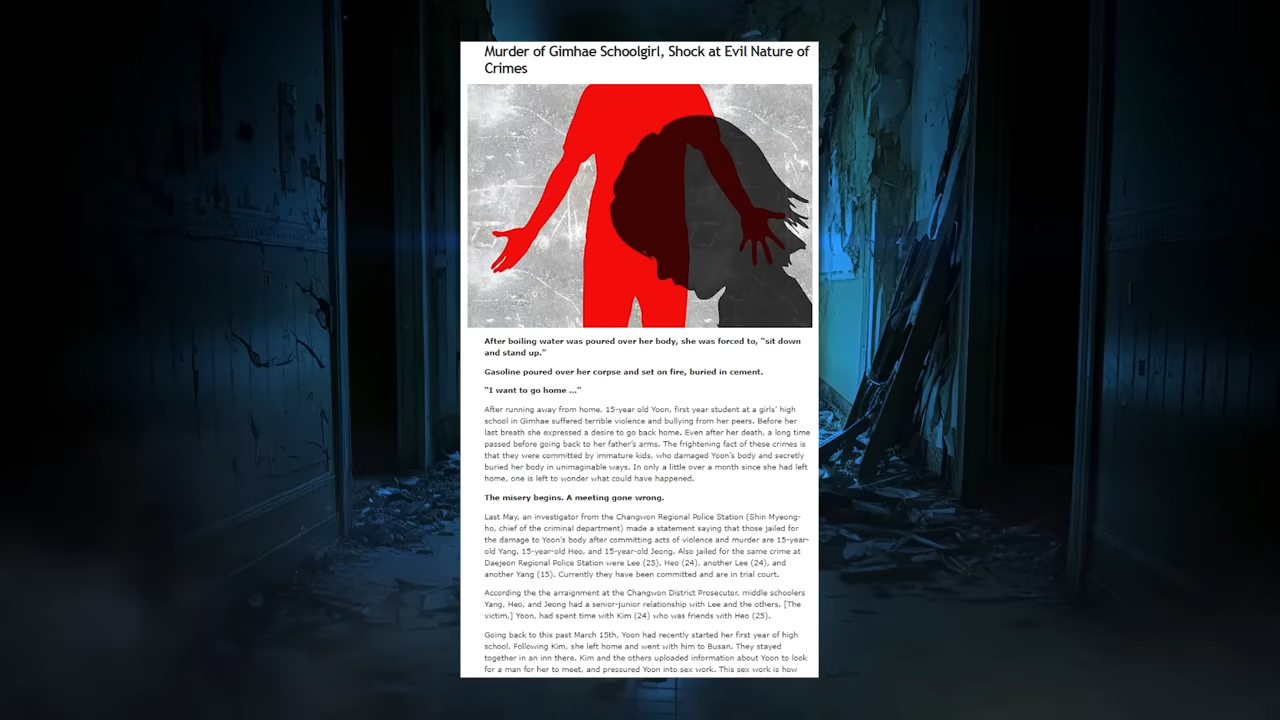 Murder of Gimhae Schoolgirl, Shock at Evil Nature of
Crimes
After boiling water was poured over her body, she was forced to, “sit down
and stand up.”
Gasoline poured over her corpse and set on fire, buried in cement.
“I want to go home ...”
After running away from home, 15-year old Yoon, first year student at a girls’ high
school in Gimhae suffered terrible violence and bullying from her peers. Before her
last breath she expressed a desire to go back home. Even after her death, a long time
passed before going back to her father’s arms. The frightening fact of these crimes is
that they were committed by immature kids, who damaged Yoon’s body and secretly
buried her body in unimaginable ways. In only a little over a month since she had left
home, one is left to wonder what could have happened.
The misery begins. A meeting gone wrong.
Last May, an investigator from the Changwon Regional Police Station (Shin Myeong-
ho, chief of the criminal department) made a statement saying that those jailed for
the damage to Yoon’s body after committing acts of violence and murder are 15-year-
old Yang, 15-year-old Heo, and 15-year-old Jeong. Also jailed for the same crime at
Daejeon Regional Police Station were Lee (25), Heo (24), another Lee (24), and
another Yang (15). Currently they have been committed and are in trial court.
According the the arraignment at the Changwon District Prosecutor, middle schoolers
Yang, Heo, and Jeong had a senior-junior relationship with Lee and the others. [The
victim,] Yoon, had spent time with Kim (24) who was friends with Heo (25).
Going back to this past March 15th, Yoon had recently started her first year of high
school. Following Kim, she left home and went with him to Busan. They stayed
together in an inn there. Kim and the others uploaded information about Yoon to look
for a man for her to meet, and pressured Yoon into sex work. This sex work is how